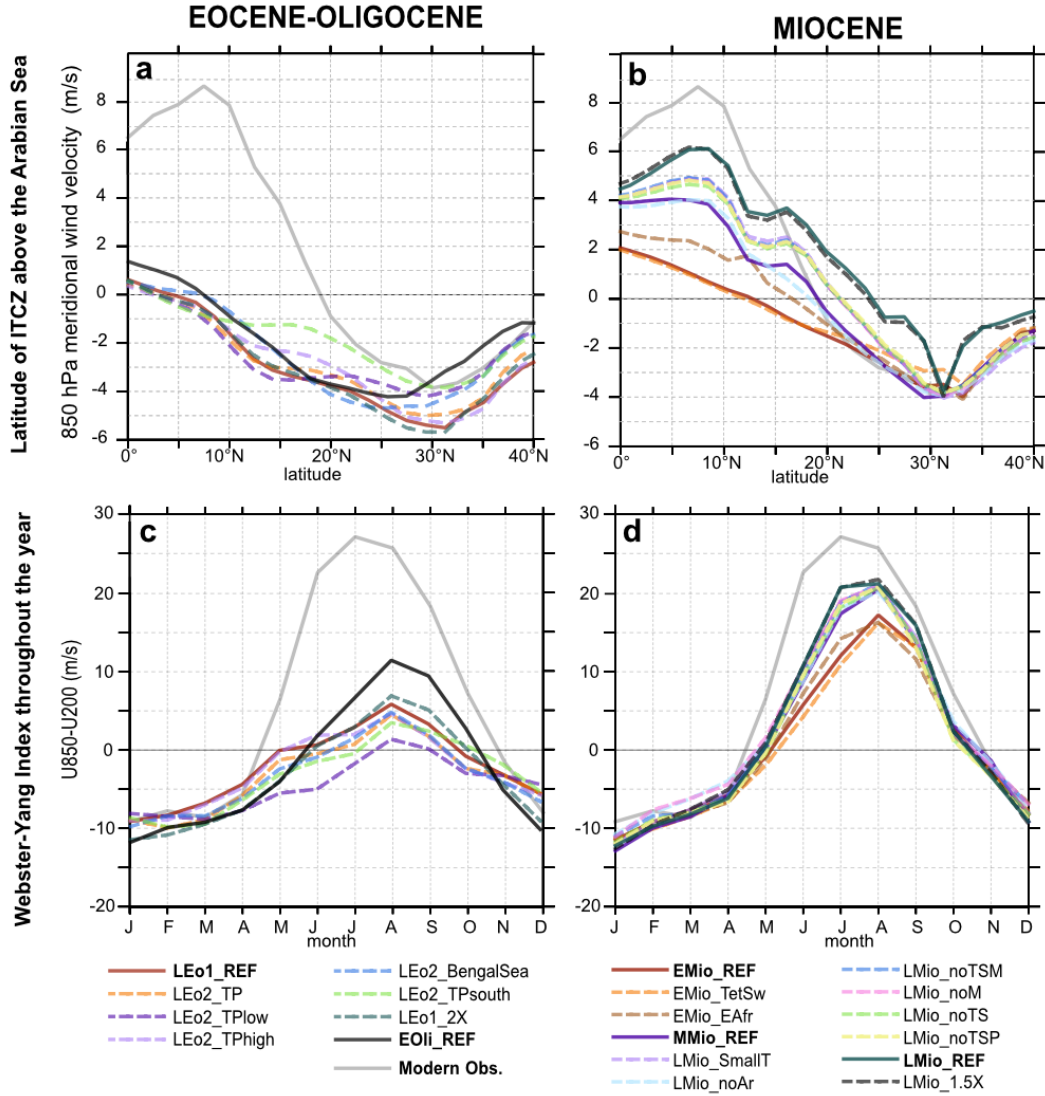 EOCENE-OLIGOCENE
MIOCENE
Latitude of ITCZ above the Arabian Sea
850 hPa meridional wind velocity (m/s)
a
8
6
4
2
0
-2
-4
-6
0°
10°N
20°N
30°N
40°N
latitude
b
8
6
4
2
0
-2
-4
-6
0°
10°N
20°N
30°N
40°N
latitude
Webster-Yang Index throughout the year
U850-U200 (m/s)
c
30
20
10
0
-10
-20
J F M A M J J A S O N D
month
d
30
20
10
0
-10
-20
J F M A M J J A S O N D
month
LEo1_REF
LEo2_TP
LEo2_TPlow
LEo2_TPhigh
LEo2_BengalSea
LEo2_TPsouth
LEo1_2X
EOli_REF
Modern Obs.
EMio_REF
EMio_TetSw
EMio_EAfr
MMio_REF
LMio_SmallT
LMio_noAr
LMio_noTSM
LMio_noM
LMio_noTS
LMio_noTSP
LMio_REF
LMio_1.5X